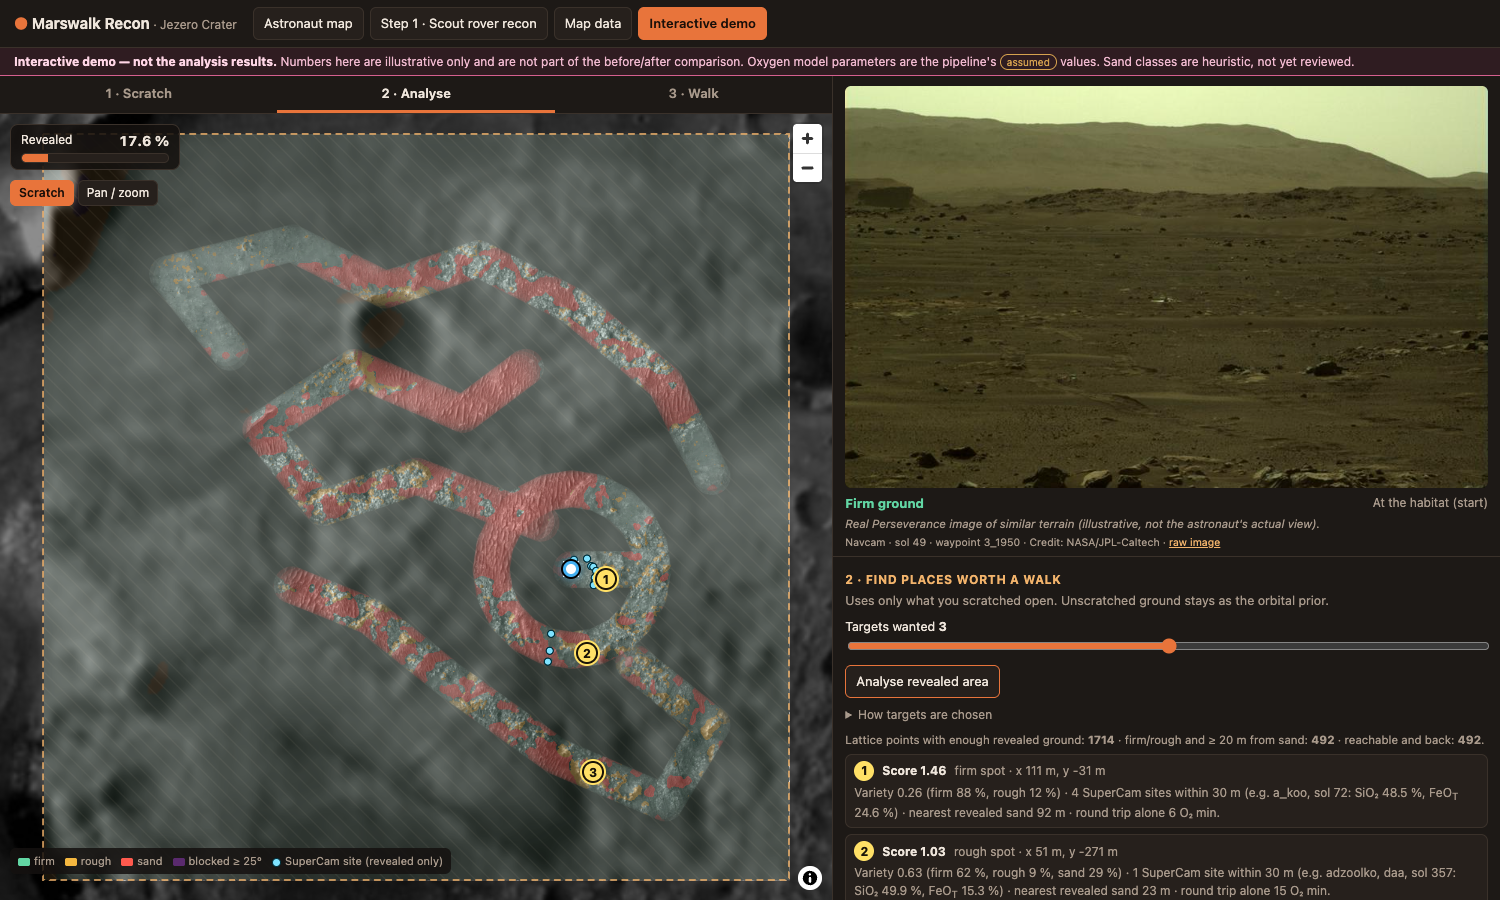 Marswalk Recon · Jezero Crater
Astronaut map
Step 1 · Scout rover recon
Map data
Interactive demo
Interactive demo — not the analysis results. Numbers here are illustrative only and are not part of the before/after comparison. Oxygen model parameters are the pipeline's assumed values. Sand classes are heuristic, not yet reviewed.
1 · Scratch
2 · Analyse
3 · Walk
Revealed 17.6 %
Scratch
Pan / zoom
+
−
1
2
3
firm rough sand blocked ≥ 25° SuperCam site (revealed only)
Firm ground
At the habitat (start)
Real Perseverance image of similar terrain (illustrative, not the astronaut's actual view).
Navcam · sol 49 · waypoint 3_1950 · Credit: NASA/JPL-Caltech · raw image
2 · FIND PLACES WORTH A WALK
Uses only what you scratched open. Unscratched ground stays as the orbital prior.
Targets wanted 3
Analyse revealed area
▶ How targets are chosen
Lattice points with enough revealed ground: 1714 · firm/rough and ≥ 20 m from sand: 492 · reachable and back: 492.
1 Score 1.46 firm spot · x 111 m, y -31 m
Variety 0.26 (firm 88 %, rough 12 %) · 4 SuperCam sites within 30 m (e.g. a_koo, sol 72: SiO₂ 48.5 %, FeO_T
24.6 %) · nearest revealed sand 92 m · round trip alone 6 O₂ min.
2 Score 1.03 rough spot · x 51 m, y -271 m
Variety 0.63 (firm 62 %, rough 9 %, sand 29 %) · 1 SuperCam site within 30 m (e.g. adzoolko, daa, sol 357:
SiO₂ 49.9 %, FeO_T 15.3 %) · nearest revealed sand 23 m · round trip alone 15 O₂ min.